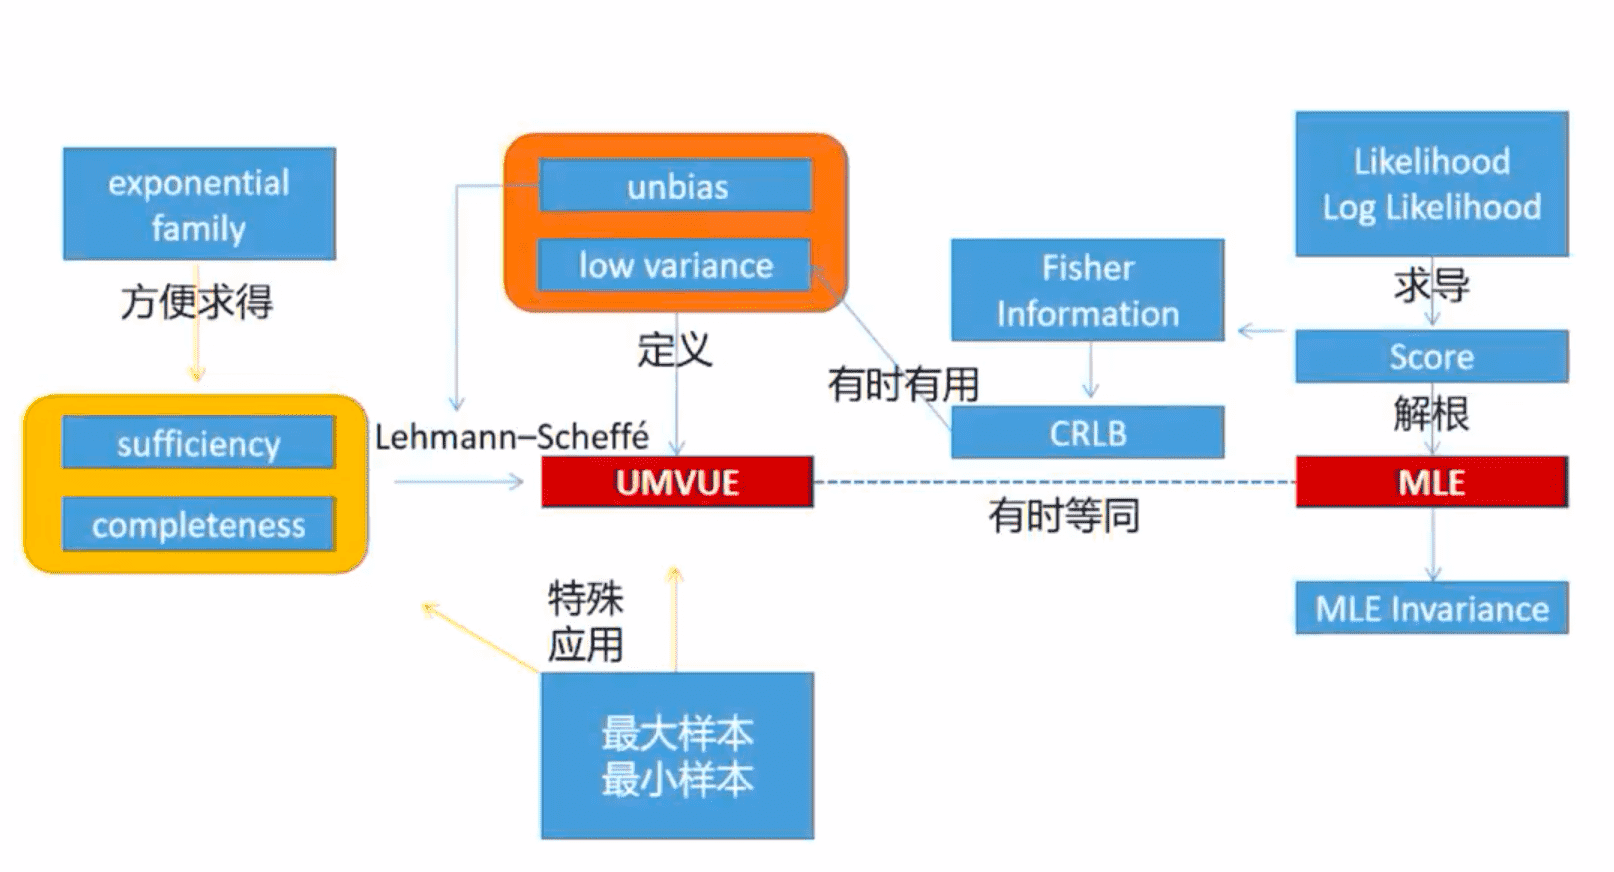 exponential
family
方便求得
sufficiency
completeness
unbias
low variance
定义
Lehmann–Scheffé
UMVUE
特殊
应用
最大样本
最小样本
有时有用
Fisher
Information
CRLB
有时等同
Likelihood
Log Likelihood
求导
Score
解根
MLE
MLE Invariance